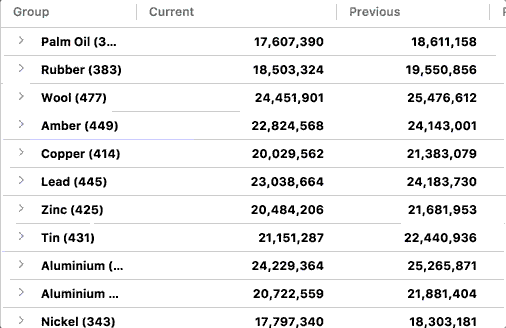 Group Current Previous
Palm Oil (3... 17,607,390 18,611,158
Rubber (383) 18,503,324 19,550,856
Wool (477) 24,451,901 25,476,612
Amber (449) 22,824,568 24,143,001
Copper (414) 20,029,562 21,383,079
Lead (445) 23,038,664 24,183,730
Zinc (425) 20,484,206 21,681,953
Tin (431) 21,151,287 22,440,936
Aluminium (... 24,229,364 25,265,871
Aluminium ... 20,722,559 21,881,404
Nickel (343) 17,797,340 18,303,181